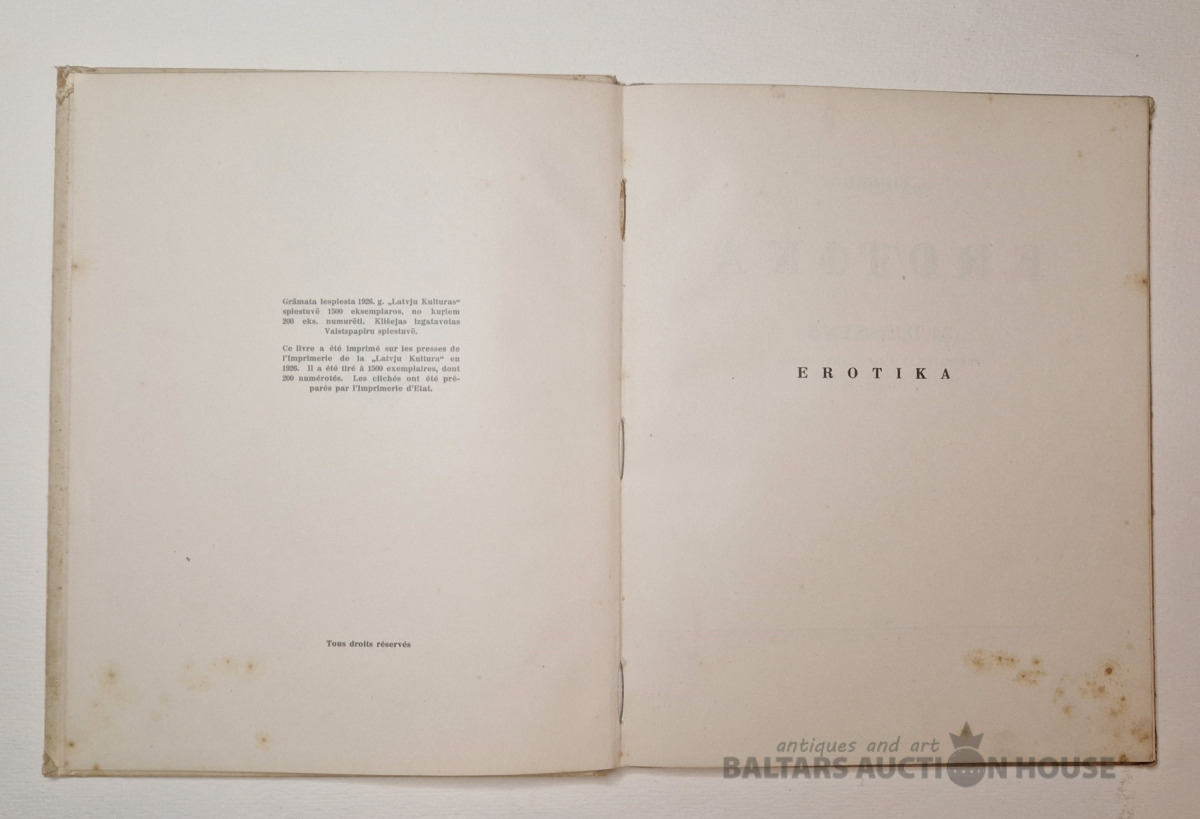 Grāmata iespiesta 1926. g. „Latvju Kulturas“
spiestuvē 1500 eksemplaros, no kuŗiem
200 eks. numurēti. Klišejas izgatavotas
Valstspapiru spiestuvē.
Ce livre a été imprimé sur les presses de
l'Imprimerie de la „Latvju Kultura“ en
1926. Il a été tiré à 1500 exemplaires, dont
200 numérotés. Les clichés ont été pré-
parés par l'Imprimerie d'Etat.
Tous droits réservés
EROTIKA
antiques and art
BALTARS AUCTION HOUSE